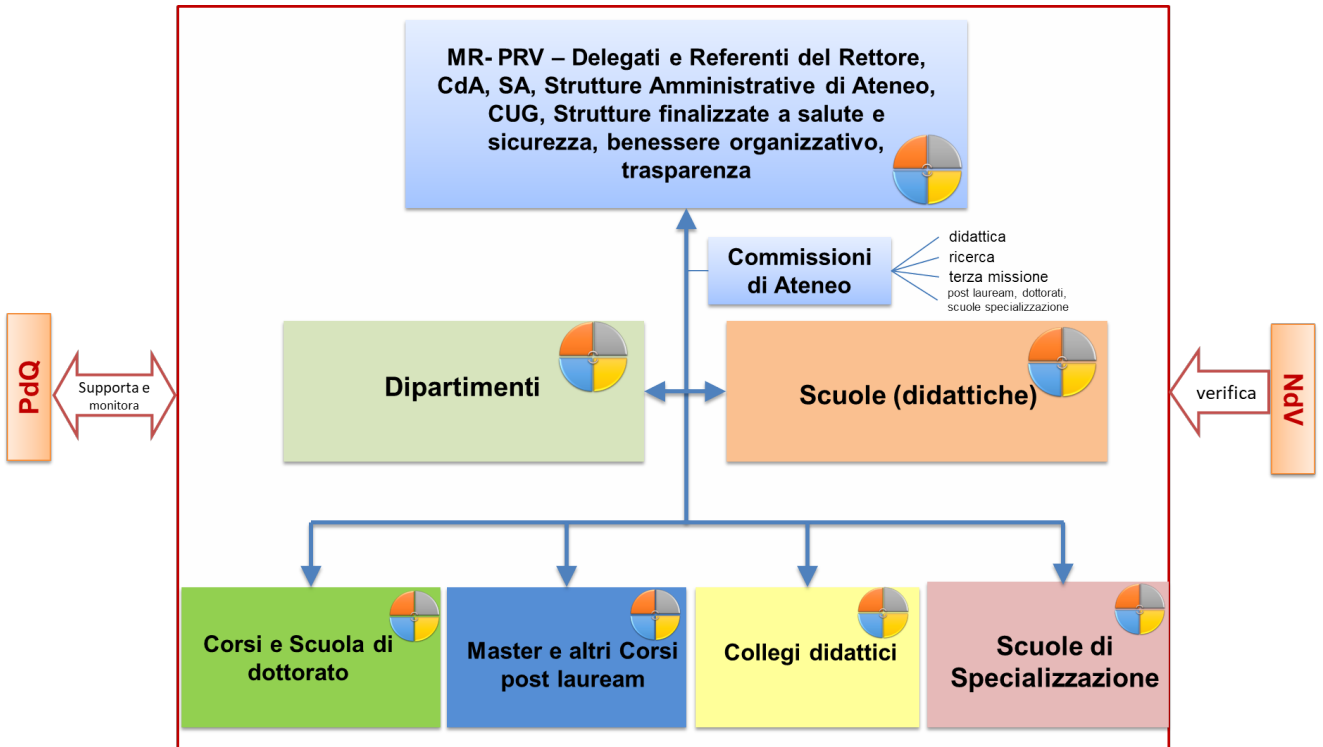 MR- PRV – Delegati e Referenti del Rettore,
CdA, SA, Strutture Amministrative di Ateneo,
CUG, Strutture finalizzate a salute e
sicurezza, benessere organizzativo,
trasparenza
Commissioni
di Ateneo
didattica
ricerca
terza missione
post lauream, dottorati,
scuole specializzazione
PdQ
Supporta e
monitora
Dipartimenti
Scuole (didattiche)
verifica
NdV
Corsi e Scuola di
dottorato
Master e altri Corsi
post lauream
Collegi didattici
Scuole di
Specializzazione